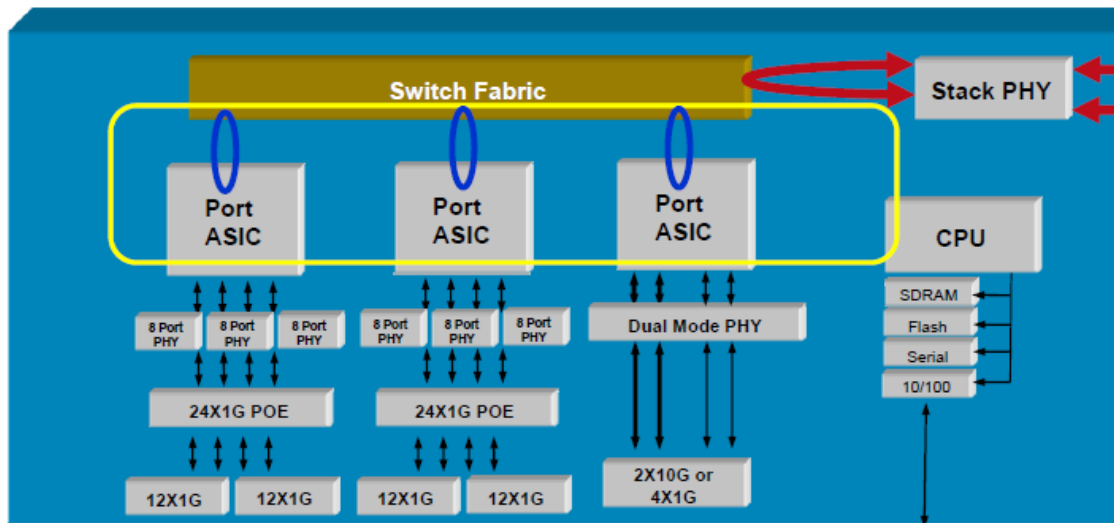 Switch Fabric
Stack PHY
Port
ASIC
Port
ASIC
Port
ASIC
CPU
SDRAM
Flash
Serial
10/100
8 Port
PHY
8 Port
PHY
8 Port
PHY
8 Port
PHY
8 Port
PHY
8 Port
PHY
Dual Mode PHY
24X1G POE
24X1G POE
2X10G or
4X1G
12X1G
12X1G
12X1G
12X1G